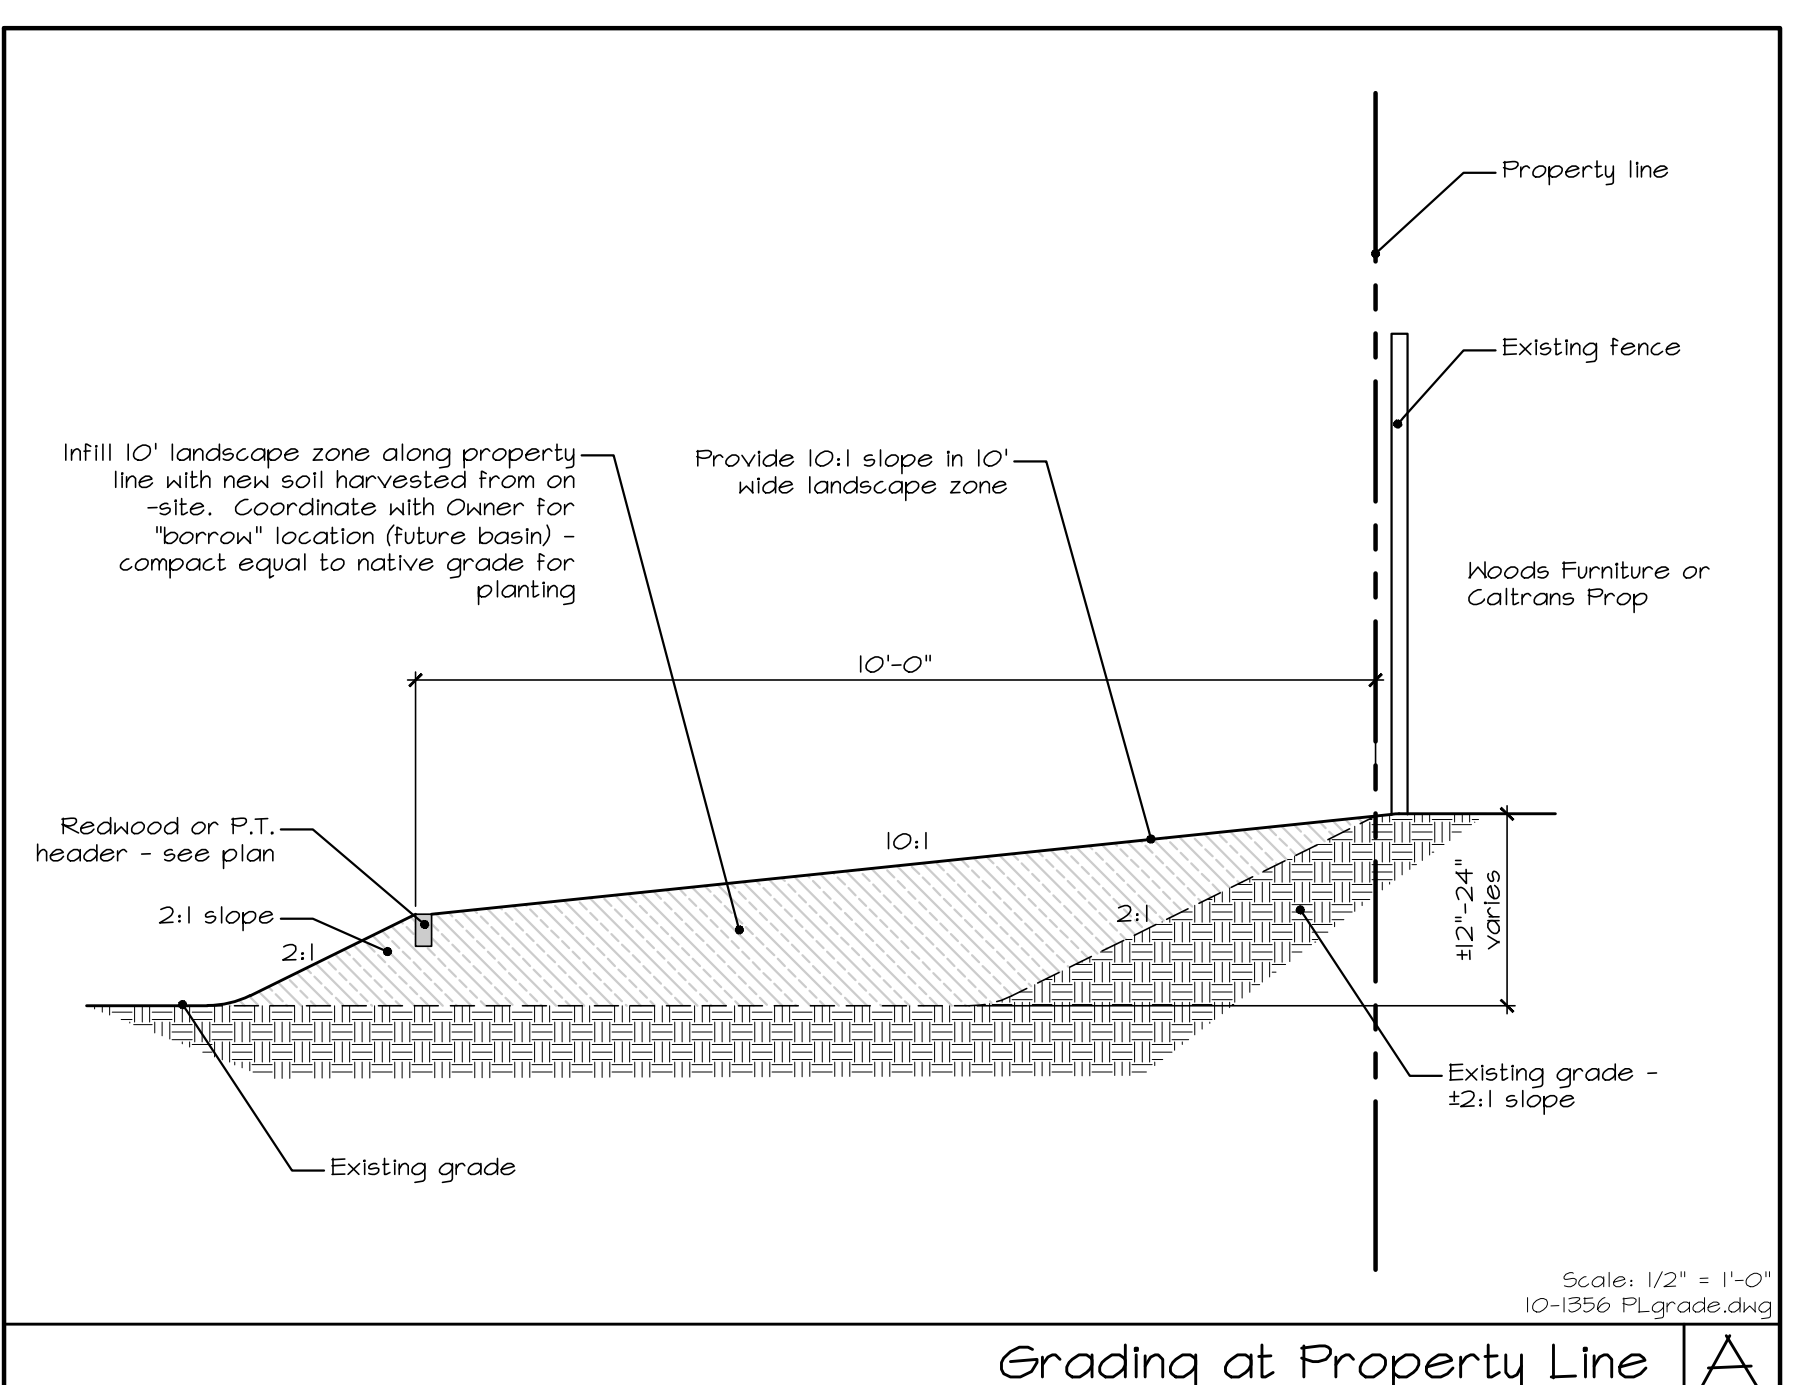 Property line
Existing fence
Infill 10' landscape zone along property
line with new soil harvested from on
-site.  Coordinate with Owner for
"borrow" location (future basin) -
compact equal to native grade for
planting
Provide 10:1 slope in 10'
wide landscape zone
Woods Furniture or
Caltrans Prop
10'-0"
Redwood or P.T.
header - see plan
10:1
2:1 slope
2:1
2:1
±12"-24"
varies
Existing grade -
±2:1 slope
Existing grade
Scale: 1/2" = 1'-0"
10-1356 PLgrade.dwg
Grading at Property Line
A